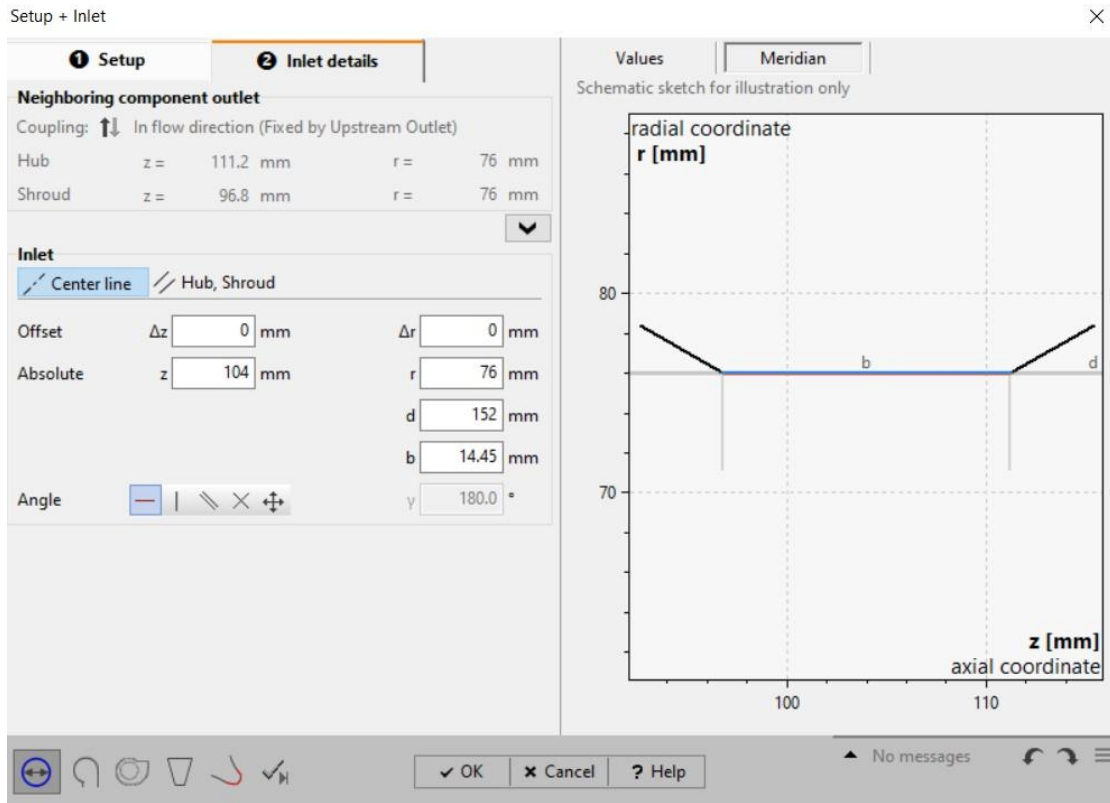 Setup + Inlet
1 Setup
2 Inlet details
Neighboring component outlet
Coupling: In flow direction (Fixed by Upstream Outlet)
Hub z = 111.2 mm r = 76 mm
Shroud z = 96.8 mm r = 76 mm
Inlet
Center line Hub, Shroud
Offset Δz 0 mm Δr 0 mm
Absolute z 104 mm r 76 mm
d 152 mm
b 14.45 mm
Angle γ 180.0 °
Values Meridian
Schematic sketch for illustration only
radial coordinate
r [mm]
80
b d
70
z [mm]
axial coordinate
100 110
No messages
OK Cancel ? Help